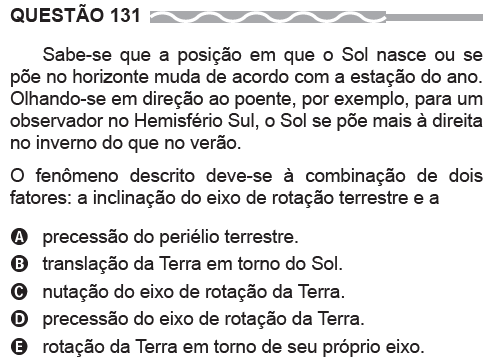 QUESTÃO 131
Sabe-se que a posição em que o Sol nasce ou se
põe no horizonte muda de acordo com a estação do ano.
Olhando-se em direção ao poente, por exemplo, para um
observador no Hemisfério Sul, o Sol se põe mais à direita
no inverno do que no verão.
O fenômeno descrito deve-se à combinação de dois
fatores: a inclinação do eixo de rotação terrestre e a
A precessão do periélio terrestre.
B translação da Terra em torno do Sol.
C nutação do eixo de rotação da Terra.
D precessão do eixo de rotação da Terra.
E rotação da Terra em torno de seu próprio eixo.